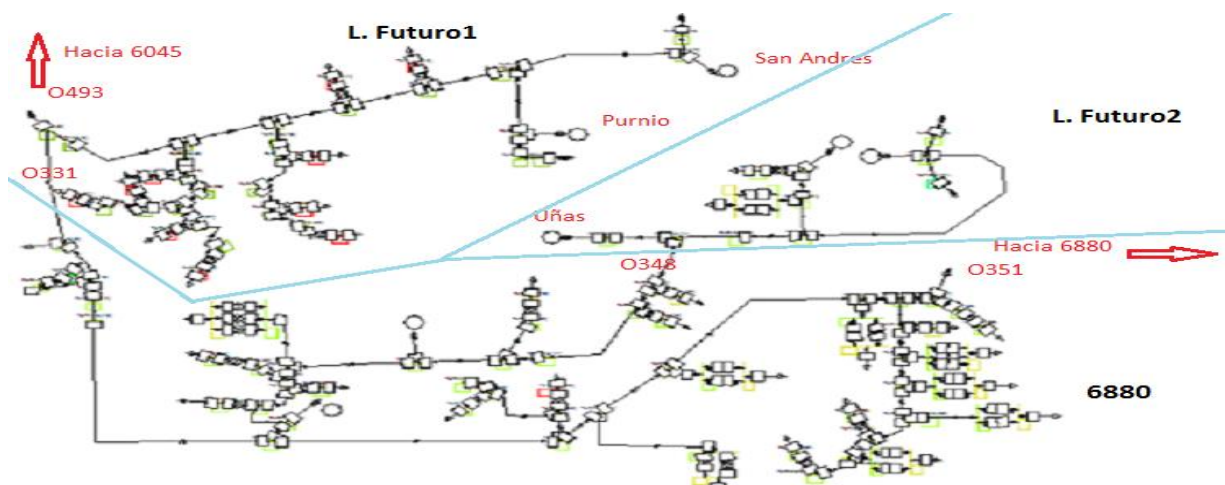 L. Futuro1
Hacia 6045
San Andres
O493
Purnio
L. Futuro2
O331
Uñas
Hacia 6880
O348
O351
6880